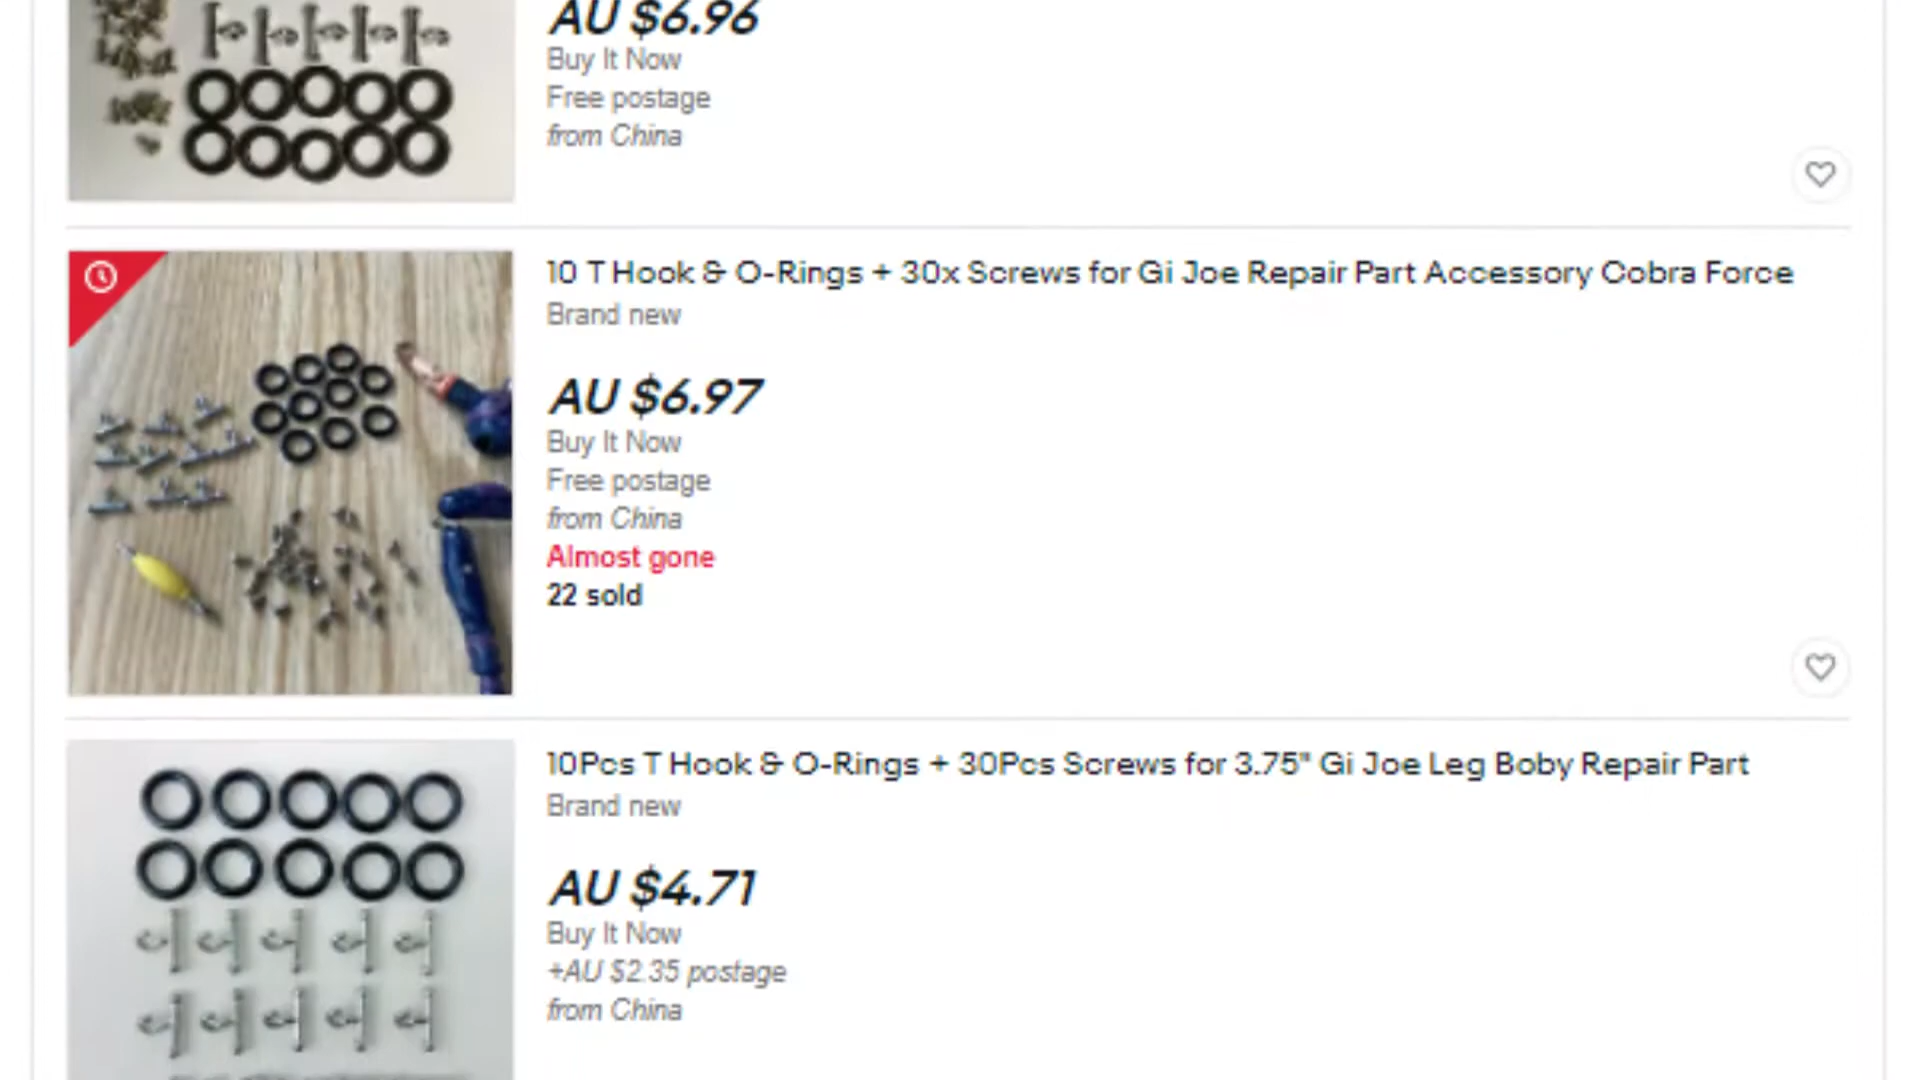 AU $6.96
Buy It Now
Free postage
from China
10 T Hook & O-Rings + 30x Screws for Gi Joe Repair Part Accessory Cobra Force
Brand new
AU $6.97
Buy It Now
Free postage
from China
Almost gone
22 sold
10Pcs T Hook & O-Rings + 30Pcs Screws for 3.75" Gi Joe Leg Boby Repair Part
Brand new
AU $4.71
Buy It Now
+AU $2.35 postage
from China